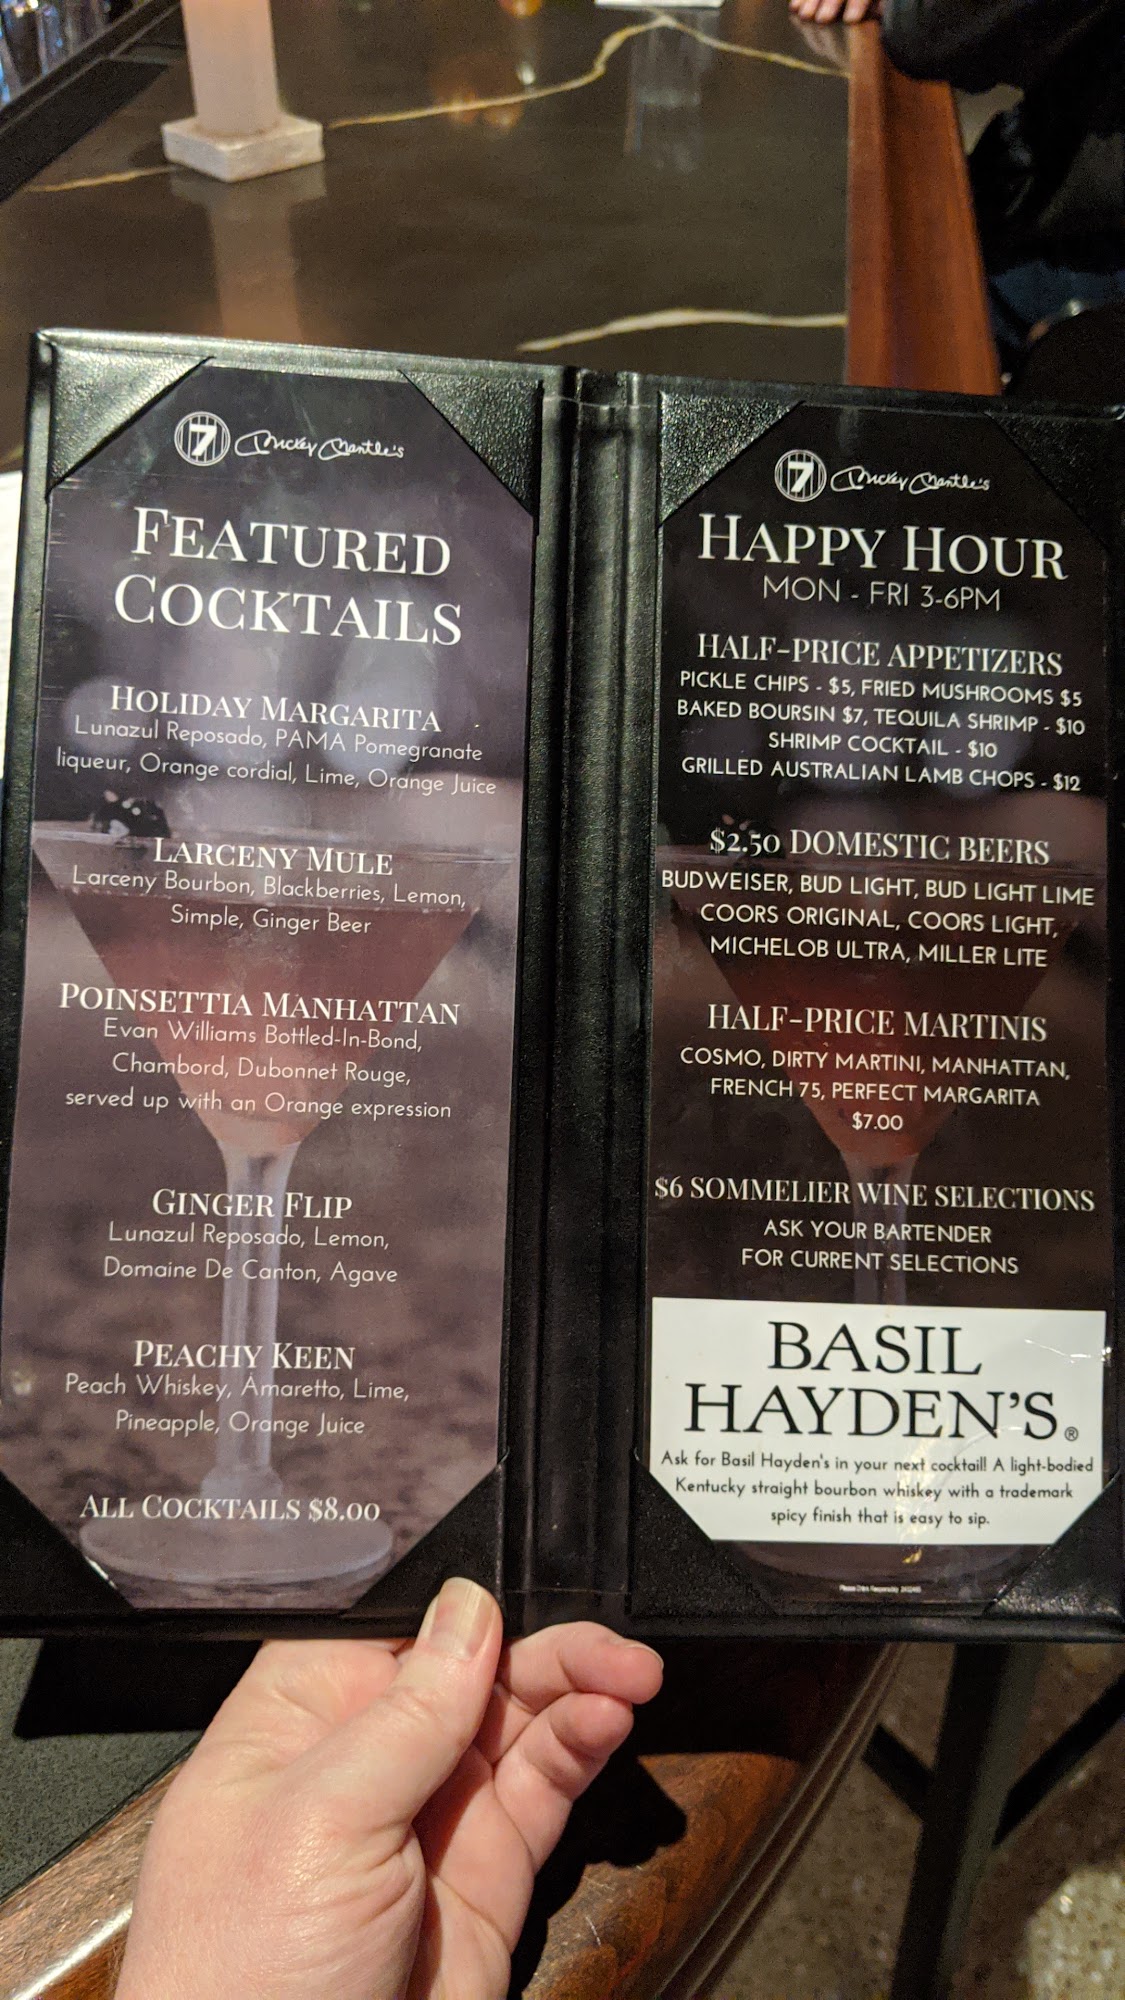 7 Mickey Mantle's
FEATURED
COCKTAILS
HOLIDAY MARGARITA
Lunazul Reposado, PAMA Pomegranate
liqueur, Orange cordial, Lime, Orange Juice
LARCENY MULE
Larceny Bourbon, Blackberries, Lemon,
Simple, Ginger Beer
POINSETTIA MANHATTAN
Evan Williams Bottled-In-Bond,
Chambord, Dubonnet Rouge,
served up with an Orange expression
GINGER FLIP
Lunazul Reposado, Lemon,
Domaine De Canton, Agave
PEACHY KEEN
Peach Whiskey, Amaretto, Lime,
Pineapple, Orange Juice
ALL COCKTAILS $8.00
7 Mickey Mantle's
HAPPY HOUR
MON - FRI 3-6PM
HALF-PRICE APPETIZERS
PICKLE CHIPS - $5, FRIED MUSHROOMS $5
BAKED BOURSIN $7, TEQUILA SHRIMP - $10
SHRIMP COCKTAIL - $10
GRILLED AUSTRALIAN LAMB CHOPS - $12
$2.50 DOMESTIC BEERS
BUDWEISER, BUD LIGHT, BUD LIGHT LIME
COORS ORIGINAL, COORS LIGHT,
MICHELOB ULTRA, MILLER LITE
HALF-PRICE MARTINIS
COSMO, DIRTY MARTINI, MANHATTAN,
FRENCH 75, PERFECT MARGARITA
$7.00
$6 SOMMELIER WINE SELECTIONS
ASK YOUR BARTENDER
FOR CURRENT SELECTIONS
BASIL
HAYDEN'S®
Ask for Basil Hayden's in your next cocktail! A light-bodied
Kentucky straight bourbon whiskey with a trademark
spicy finish that is easy to sip.
Please Drink Responsibly